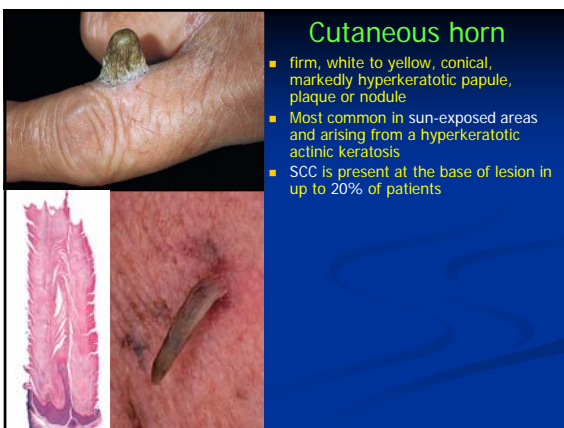 Cutaneous horn
firm, white to yellow, conical,
markedly hyperkeratotic papule,
plaque or nodule
Most common in sun-exposed areas
and arising from a hyperkeratotic
actinic keratosis
SCC is present at the base of lesion in
up to 20% of patients